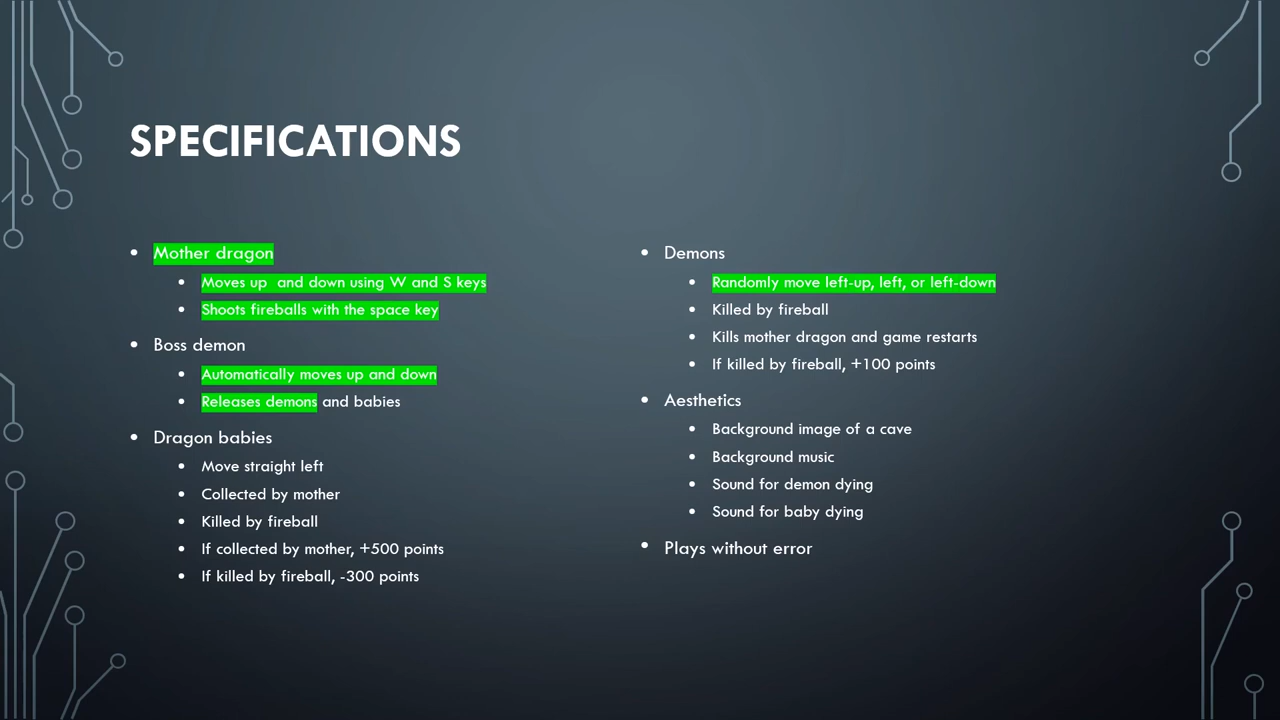 SPECIFICATIONS
• Mother dragon
• Moves up  and down using W and S keys
• Shoots fireballs with the space key
• Boss demon
• Automatically moves up and down
• Releases demons and babies
• Dragon babies
• Move straight left
• Collected by mother
• Killed by fireball
• If collected by mother, +500 points
• If killed by fireball, -300 points
• Demons
• Randomly move left-up, left, or left-down
• Killed by fireball
• Kills mother dragon and game restarts
• If killed by fireball, +100 points
• Aesthetics
• Background image of a cave
• Background music
• Sound for demon dying
• Sound for baby dying
• Plays without error